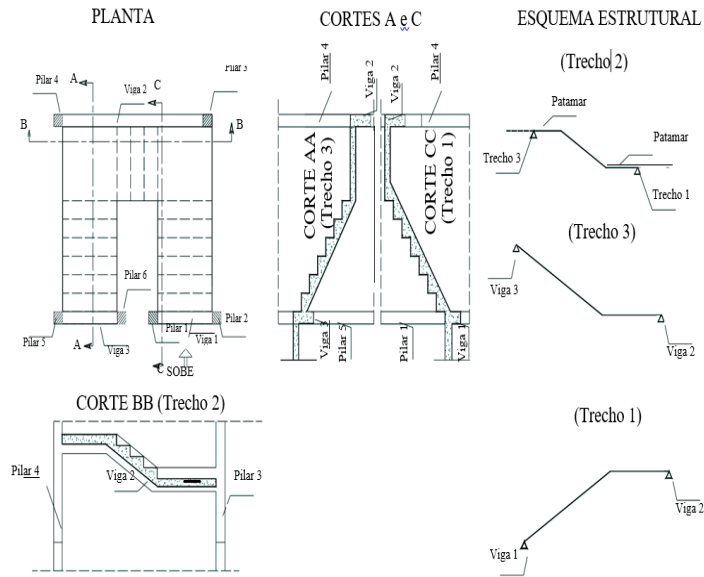 PLANTA
CORTES A e C
ESQUEMA ESTRUTURAL
A
C
Pilar 4
Viga 2
Pilar 3
B
B
Pilar 6
Pilar 5
Viga 3
A
Pilar 1
Viga 1
Pilar 2
C
SOBE
Pilar 4
Viga 2
Viga 2
Pilar 4
CORTE AA
(Trecho 3)
CORTE CC
(Trecho 1)
Viga 3
Pilar 5
Pilar 1
Viga 1
(Trecho 2)
Patamar
Patamar
Trecho 3
Trecho 1
(Trecho 3)
Viga 3
Viga 2
(Trecho 1)
Viga 2
Viga 1
CORTE BB (Trecho 2)
Pilar 4
Viga 2
Pilar 3